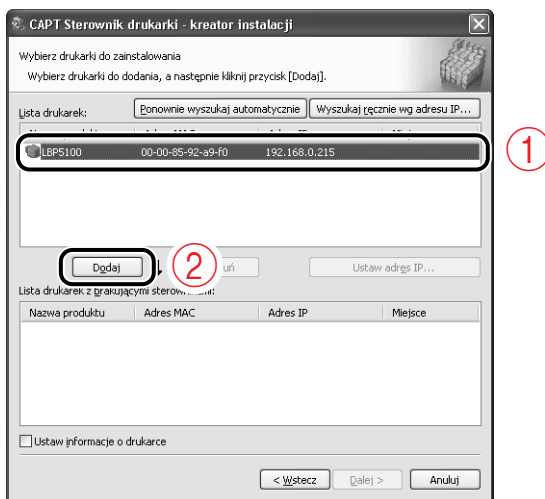 CAPT Sterownik drukarki - kreator instalacji
Wybierz drukarki do zainstalowania
Wybierz drukarki do dodania, a następnie kliknij przycisk [Dodaj].
Lista drukarek:
Ponownie wyszukaj automatycznie
Wyszukaj ręcznie wg adresu IP...
LBP5100 00-00-85-92-a9-f0 192.168.0.215
1
Dodaj
2
uń
Ustaw adres IP...
Lista drukarek z brakującymi sterownikami:
Nazwa produktu Adres MAC Adres IP Miejsce
Ustaw informacje o drukarce
< Wstecz Dalej > Anuluj